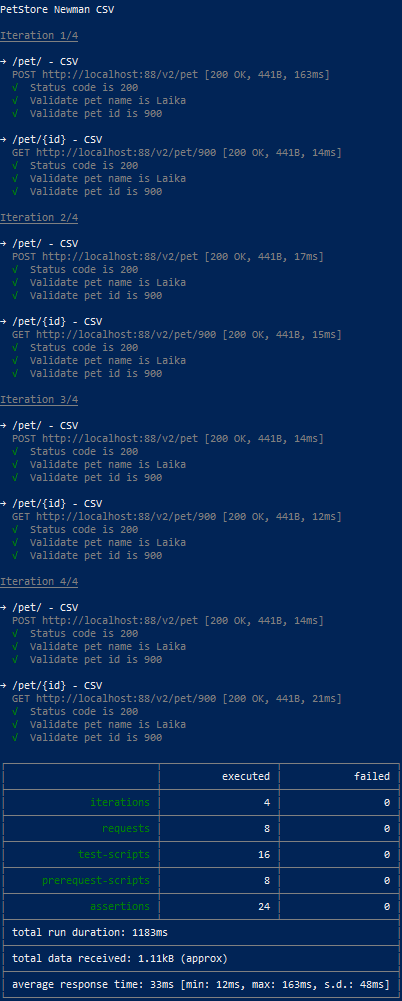 PetStore Newman CSV
Iteration 1/4
→ /pet/ - CSV
POST http://localhost:88/v2/pet [200 OK, 441B, 163ms]
√ Status code is 200
√ Validate pet name is Laika
√ Validate pet id is 900
→ /pet/{id} - CSV
GET http://localhost:88/v2/pet/900 [200 OK, 441B, 14ms]
√ Status code is 200
√ Validate pet name is Laika
√ Validate pet id is 900
Iteration 2/4
→ /pet/ - CSV
POST http://localhost:88/v2/pet [200 OK, 441B, 17ms]
√ Status code is 200
√ Validate pet name is Laika
√ Validate pet id is 900
→ /pet/{id} - CSV
GET http://localhost:88/v2/pet/900 [200 OK, 441B, 15ms]
√ Status code is 200
√ Validate pet name is Laika
√ Validate pet id is 900
Iteration 3/4
→ /pet/ - CSV
POST http://localhost:88/v2/pet [200 OK, 441B, 14ms]
√ Status code is 200
√ Validate pet name is Laika
√ Validate pet id is 900
→ /pet/{id} - CSV
GET http://localhost:88/v2/pet/900 [200 OK, 441B, 12ms]
√ Status code is 200
√ Validate pet name is Laika
√ Validate pet id is 900
Iteration 4/4
→ /pet/ - CSV
POST http://localhost:88/v2/pet [200 OK, 441B, 14ms]
√ Status code is 200
√ Validate pet name is Laika
√ Validate pet id is 900
→ /pet/{id} - CSV
GET http://localhost:88/v2/pet/900 [200 OK, 441B, 21ms]
√ Status code is 200
√ Validate pet name is Laika
√ Validate pet id is 900
executed failed
iterations 4 0
requests 8 0
test-scripts 16 0
prerequest-scripts 8 0
assertions 24 0
total run duration: 1183ms
total data received: 1.11kB (approx)
average response time: 33ms [min: 12ms, max: 163ms, s.d.: 48ms]